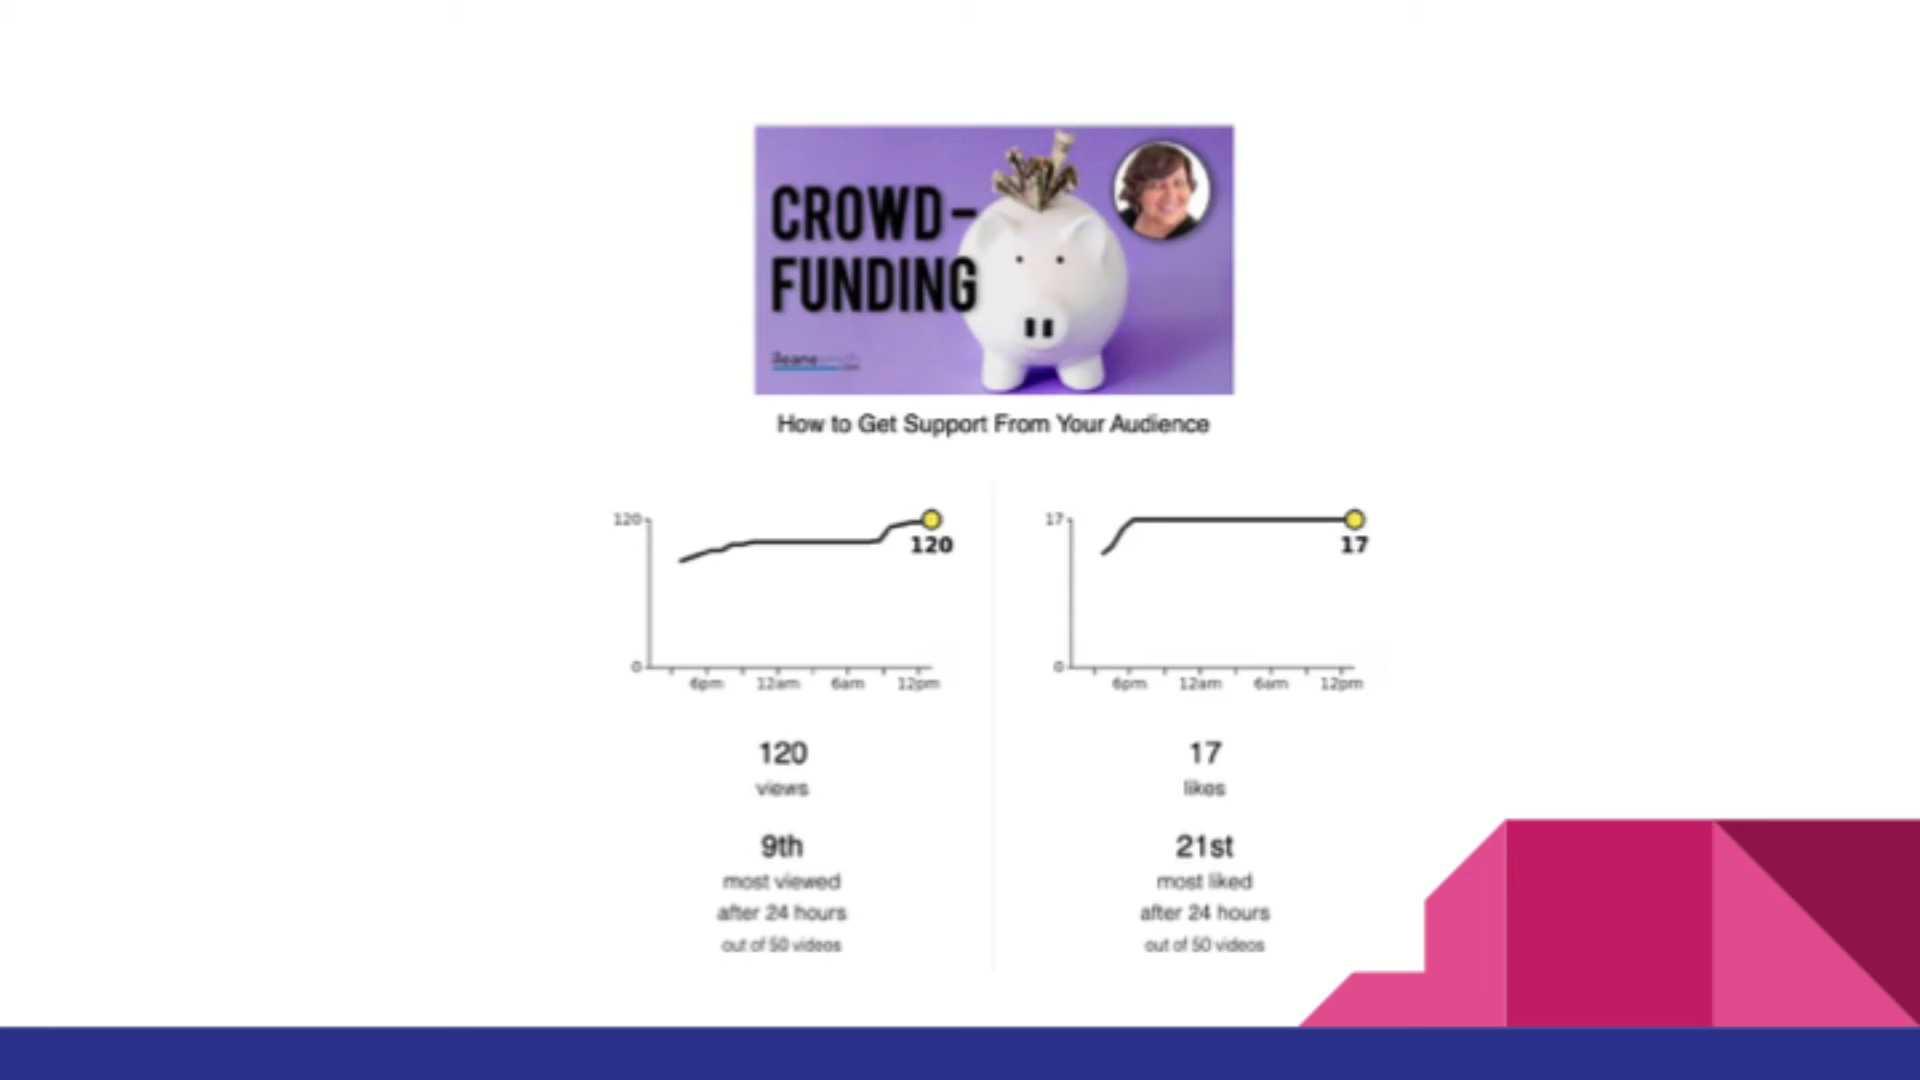 CROWD-
FUNDING
How to Get Support From Your Audience
120
120
0
6pm 12am 6am 12pm
17
17
0
6pm 12am 6am 12pm
120
views
9th
most viewed
after 24 hours
out of 50 videos
17
likes
21st
most liked
after 24 hours
out of 50 videos